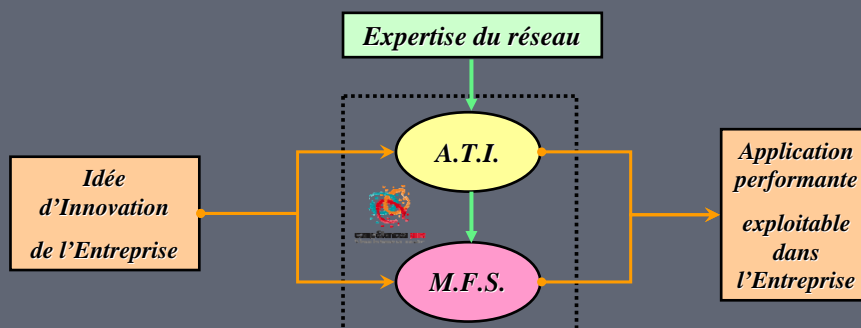 Expertise du réseau
A.T.I.
Idée
d'Innovation
de l'Entreprise
M.F.S.
Application
performante
exploitable
dans
l'Entreprise